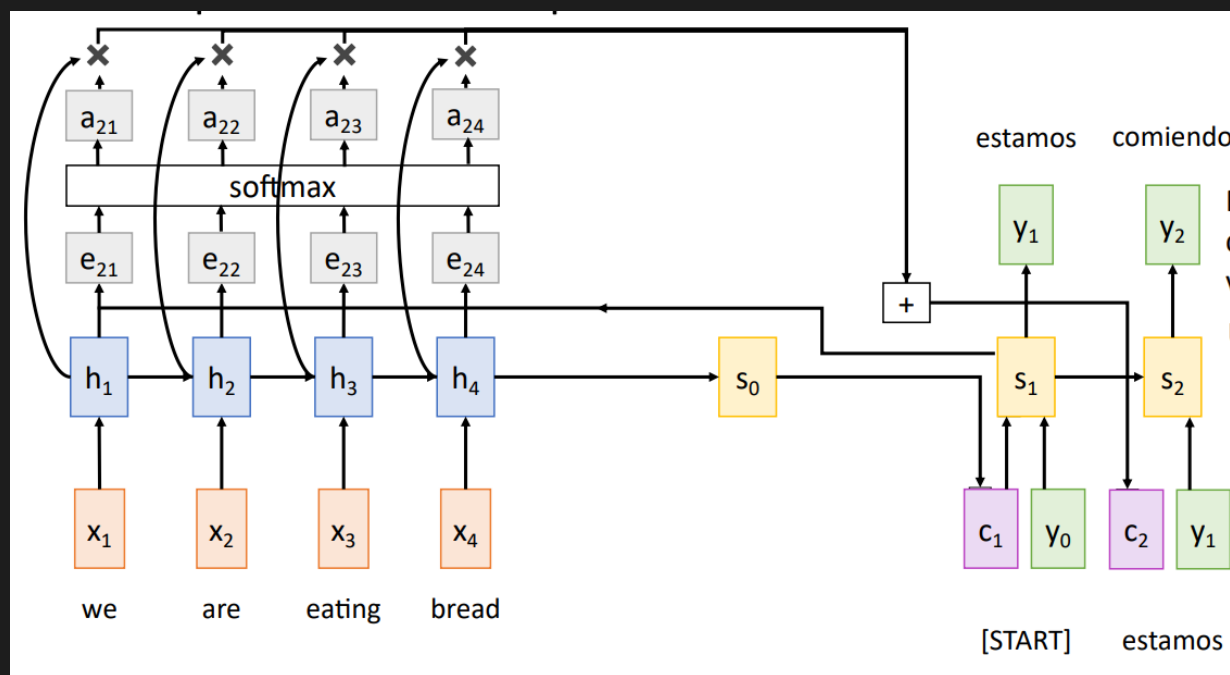 a21 a22 a23 a24
softmax
e21 e22 e23 e24
h1 h2 h3 h4 s0 s1 s2
x1 x2 x3 x4
we are eating bread
estamos comiendo
y1 y2
+
c1 y0 c2 y1
[START] estamos